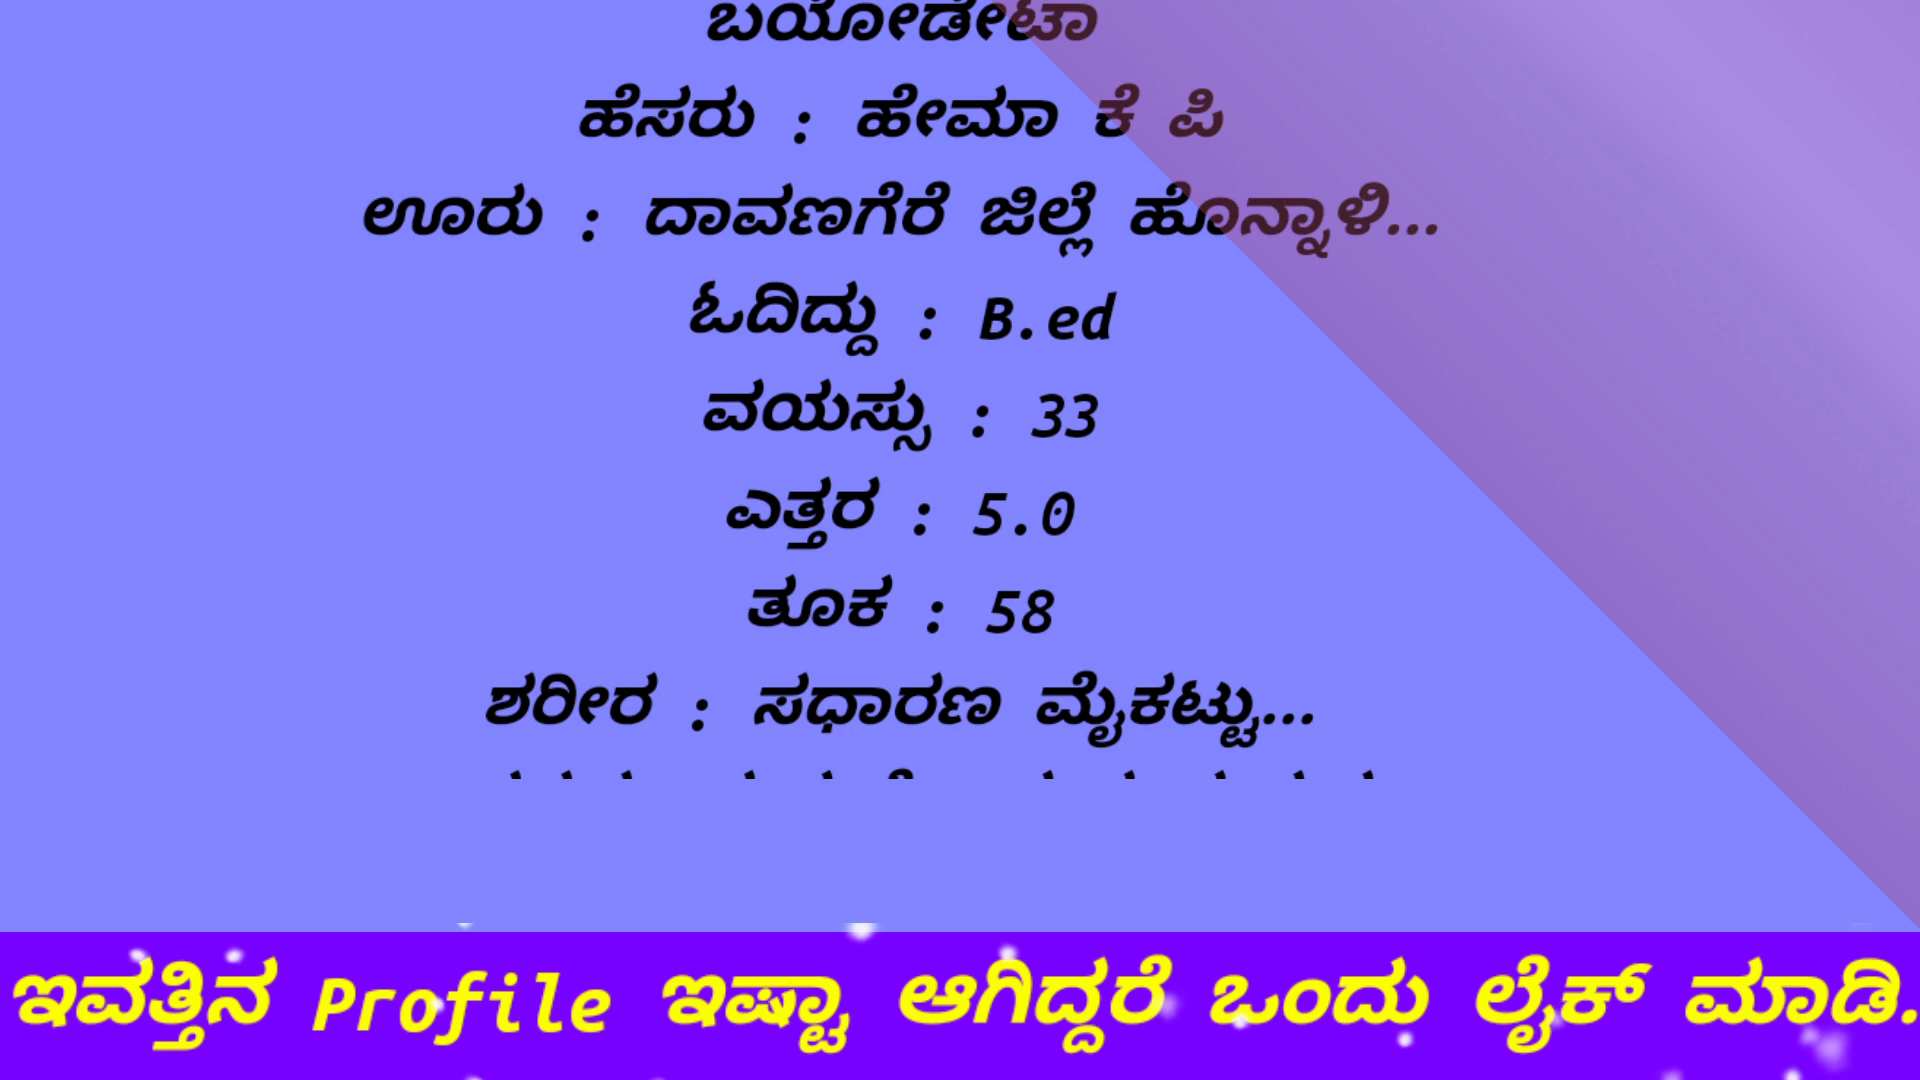 ಬಯೋಡೇಟಾ
ಹೆಸರು : ಹೇಮಾ ಕೆ ಪಿ
ಊರು : ದಾವಣಗೆರೆ ಜಿಲ್ಲೆ ಹೊನ್ನಾಳಿ...
ಓದಿದ್ದು : B.ed
ವಯಸ್ಸು : 33
ಎತ್ತರ : 5.0
ತೂಕ : 58
ಶರೀರ : ಸಧಾರಣ ಮೈಕಟ್ಟು...
ಇವತ್ತಿನ Profile ಇಷ್ಟಾ ಆಗಿದ್ದರೆ ಒಂದು ಲೈಕ್ ಮಾಡಿ.